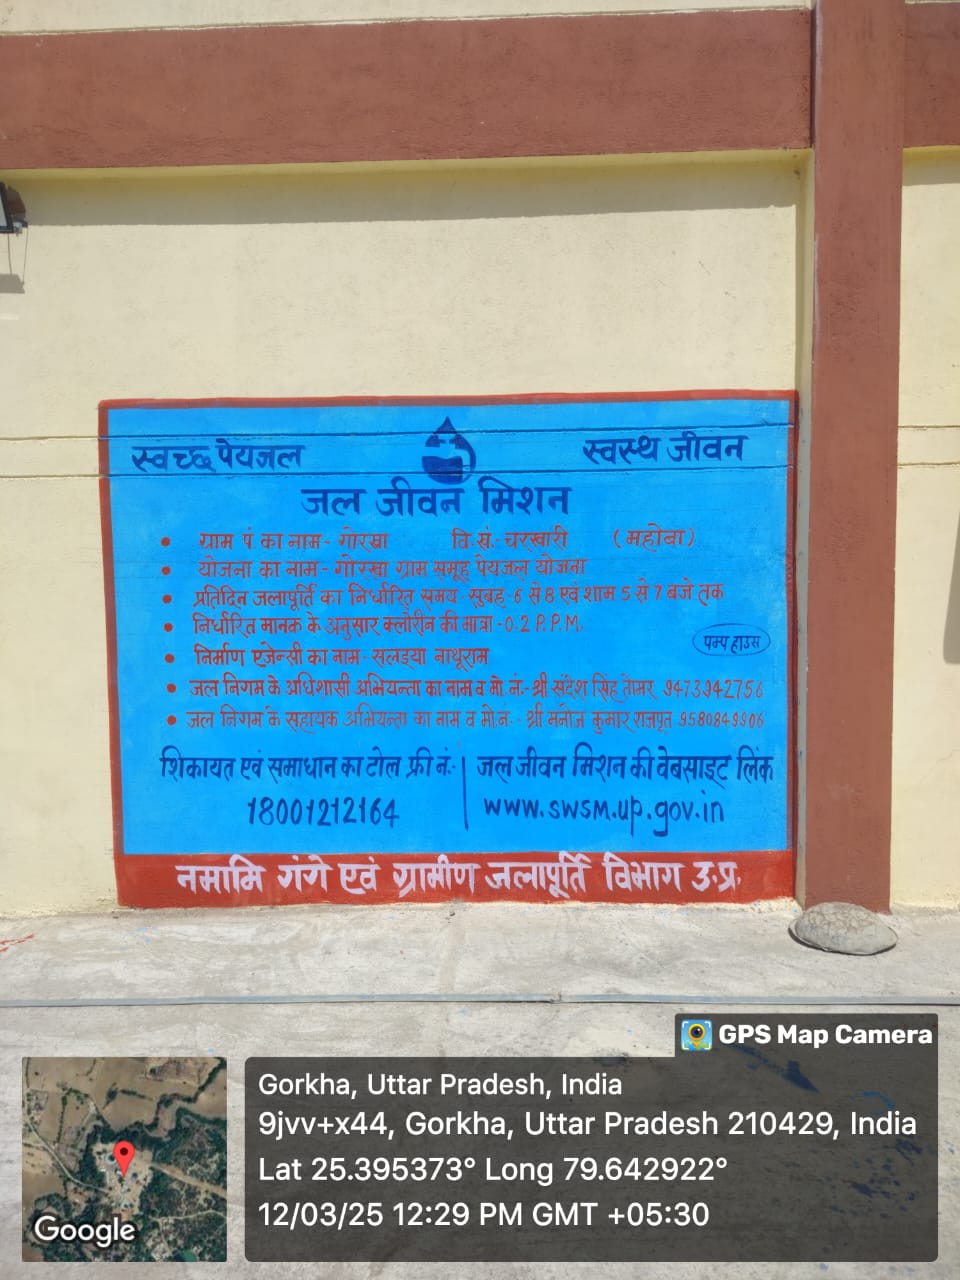 स्वच्छ पेयजल
स्वस्थ जीवन
जल जीवन मिशन
• ग्राम पं. का नाम - गोरखा वि.खं.- चरखारी (महोबा)
• योजना का नाम - गोरखा ग्राम समूह पेयजल योजना
• प्रतिदिन जलापूर्ति का निर्धारित समय - सुबह - 6 से 8 एवं शाम 5 से 7 बजे तक
• निर्धारित मानक के अनुसार क्लोरीन की मात्रा - 0.2 P.P.M.
पम्प हाउस
• निर्माण एजेन्सी का नाम - सलइया नाथूराम
• जल निगम के अधिशासी अभियन्ता का नाम व मो. नं.- श्री संदेश सिंह तोमर 9473942756
• जल निगम के सहायक अभियन्ता का नाम व मो.नं.- श्री मनोज कुमार राजपूत 9580849906
शिकायत एवं समाधान का टोल फ्री नं.-
18001212164
जल जीवन मिशन की वेबसाइट लिंक
www.swsm.up.gov.in
नमामि गंगे एवं ग्रामीण जलापूर्ति विभाग उ.प्र.
GPS Map Camera
Gorkha, Uttar Pradesh, India
9jvv+x44, Gorkha, Uttar Pradesh 210429, India
Lat 25.395373° Long 79.642922°
12/03/25 12:29 PM GMT +05:30
Google